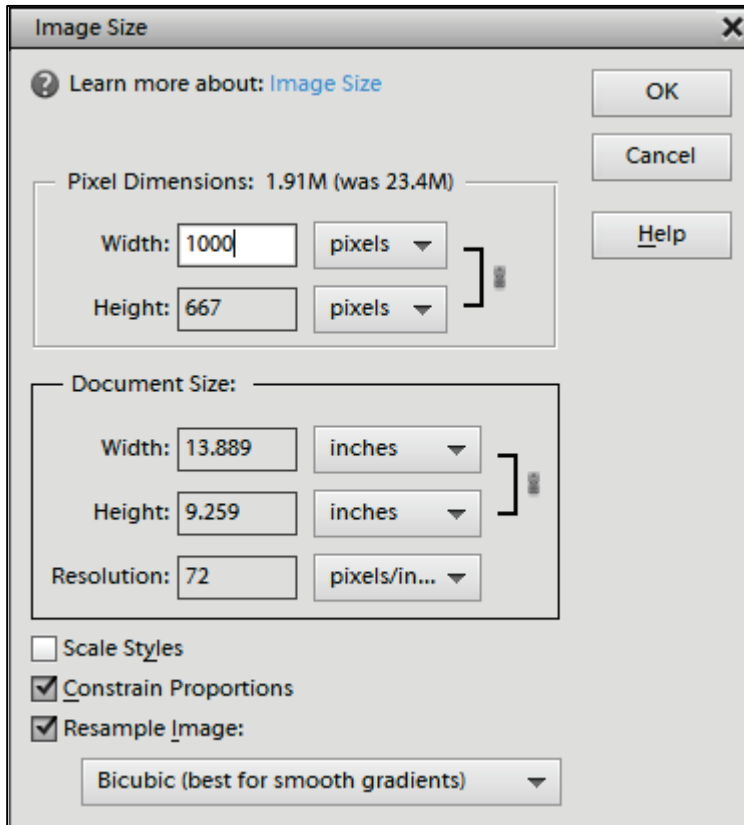 Image Size
Learn more about: Image Size
OK
Cancel
Help
Pixel Dimensions: 1.91M (was 23.4M)
Width: 1000 pixels
Height: 667 pixels
Document Size:
Width: 13.889 inches
Height: 9.259 inches
Resolution: 72 pixels/in...
Scale Styles
Constrain Proportions
Resample Image:
Bicubic (best for smooth gradients)